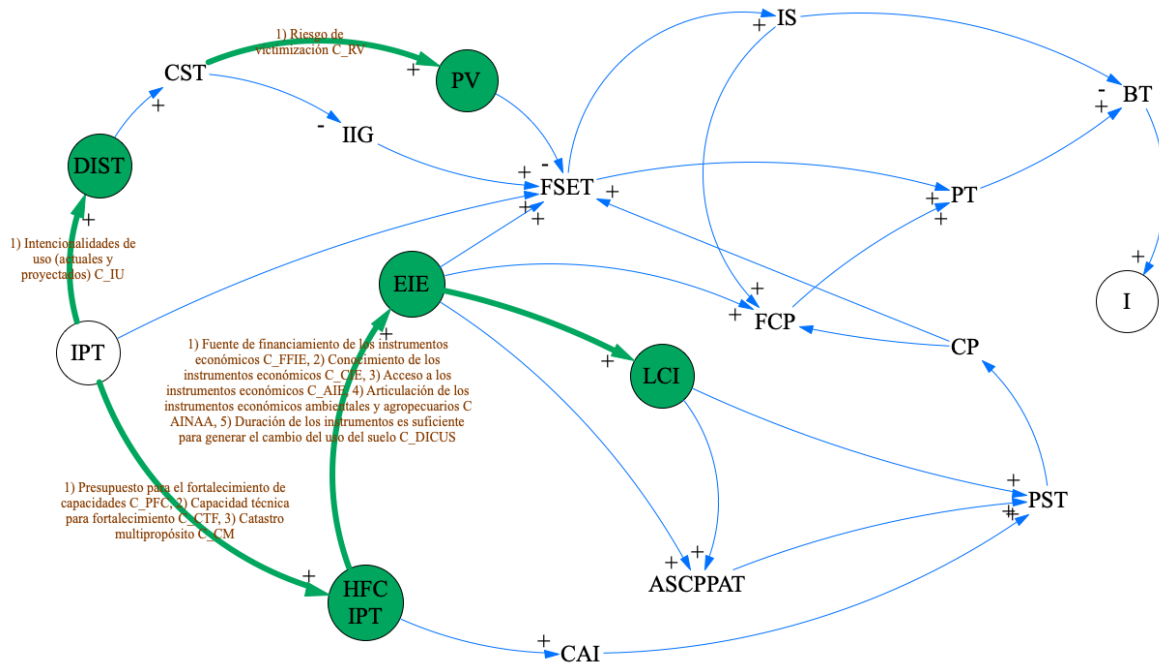 IS
1) Riesgo de
victimización C_RV
+
CST
+
PV
+
-
+
BT
-
IIG
DIST
-
+
FSET
+
+
+
+
+
PT
+
+
1) Intencionalidades de
uso (actuales y
proyectados) C_IU
EIE
+
I
+
+
FCP
+
IPT
1) Fuente de financiamiento de los instrumentos
económicos C_FFIE, 2) Conocimiento de los
instrumentos económicos C_CIE, 3) Acceso a los
instrumentos económicos C_AIE, 4) Articulación de los
instrumentos económicos ambientales y agropecuarios C
AINAA, 5) Duración de los instrumentos es suficiente
para generar el cambio del uso del suelo C_DICUS
CP
+
LCI
1) Presupuesto para el fortalecimiento de
capacidades C_PFC, 2) Capacidad técnica
para fortalecimiento C_CTF, 3) Catastro
multipropósito C_CM
+
PST
+
+
+
+
ASCPPAT
+
HFC
IPT
+
CAI